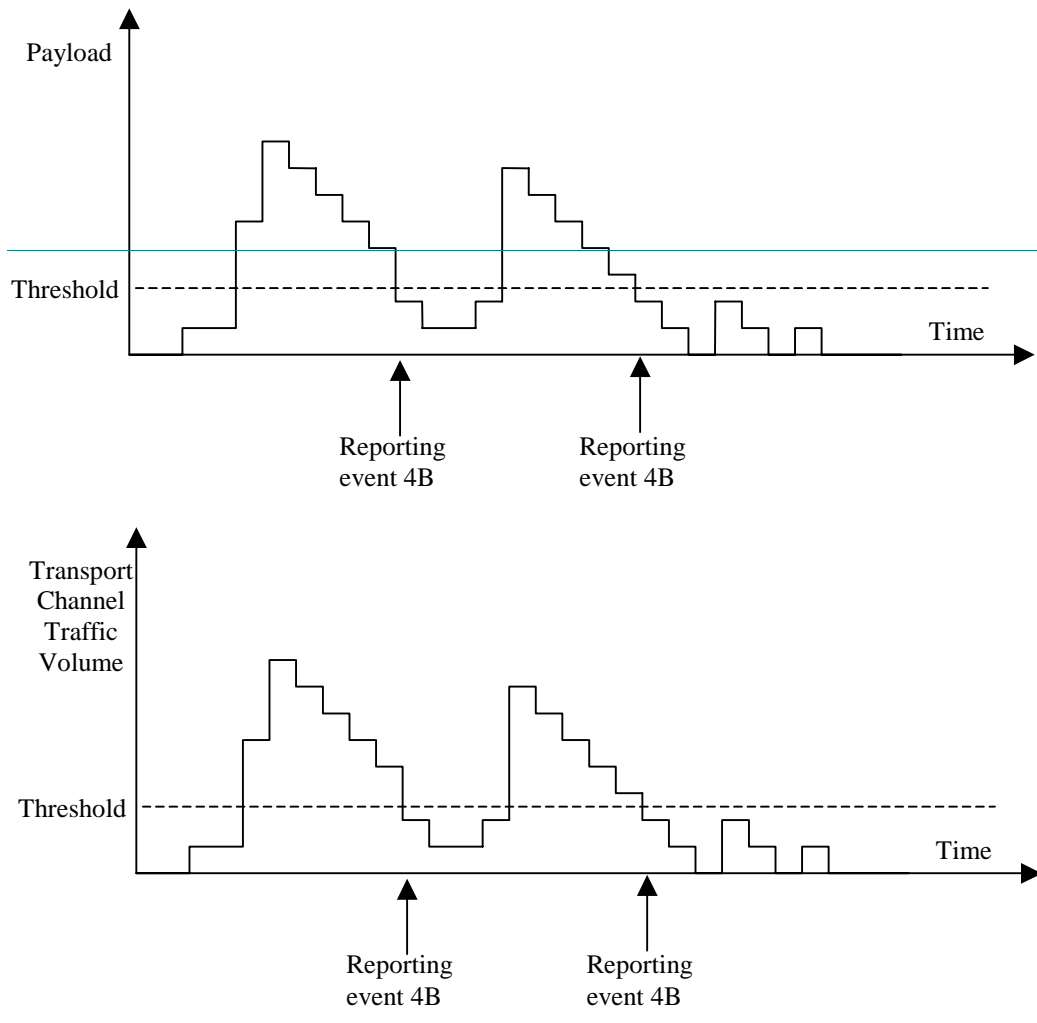 Payload
Threshold
Time
Reporting
event 4B
Reporting
event 4B
Transport
Channel
Traffic
Volume
Threshold
Time
Reporting
event 4B
Reporting
event 4B